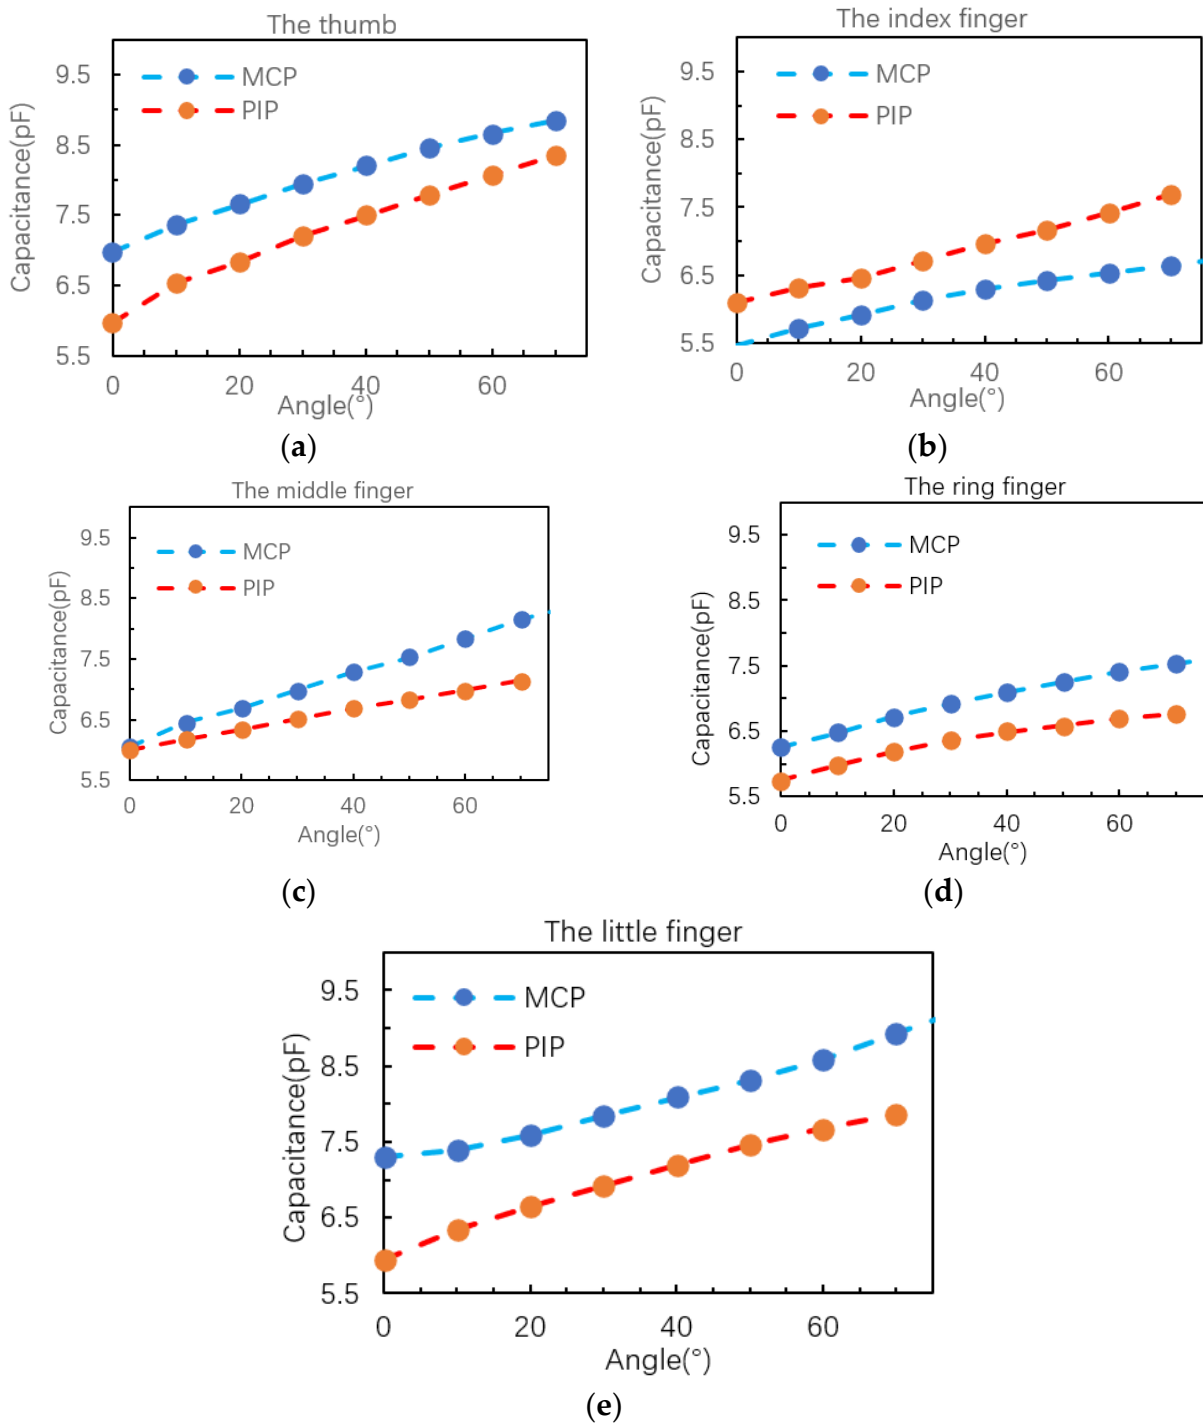 The thumb
9.5
8.5
7.5
6.5
5.5
Capacitance(pF)
MCP
PIP
0 20 40 60
Angle(°)
(a)
The index finger
9.5
8.5
7.5
6.5
5.5
Capacitance(pF)
MCP
PIP
0 20 40 60
Angle(°)
(b)
The middle finger
9.5
8.5
7.5
6.5
5.5
Capacitance(pF)
MCP
PIP
0 20 40 60
Angle(°)
(c)
The ring finger
9.5
8.5
7.5
6.5
5.5
Capacitance(pF)
MCP
PIP
0 20 40 60
Angle(°)
(d)
The little finger
9.5
8.5
7.5
6.5
5.5
Capacitance(pF)
MCP
PIP
0 20 40 60
Angle(°)
(e)